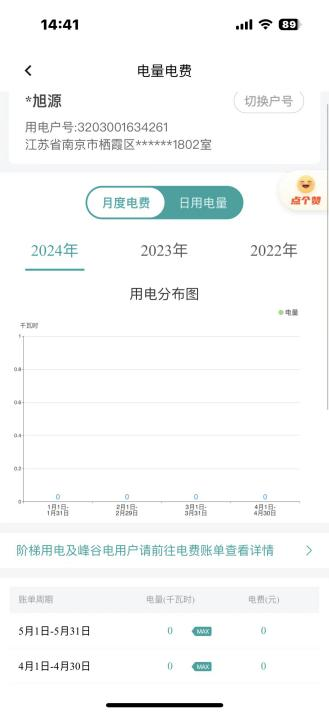 14:41
89
电量电费
*旭源
切换户号
用电户号:3203001634261
江苏省南京市栖霞区******1802室
点个赞
月度电费
日用电量
2024年
2023年
2022年
用电分布图
电量
千瓦时
1
0.8
0.6
0.4
0.2
0
0
0
0
0
1月1日-
1月31日
2月1日-
2月29日
3月1日-
3月31日
4月1日-
4月30日
阶梯用电及峰谷电用户请前往电费账单查看详情
账单周期
电量(千瓦时)
电费(元)
5月1日-5月31日
0
MAX
0
4月1日-4月30日
0
MAX
0